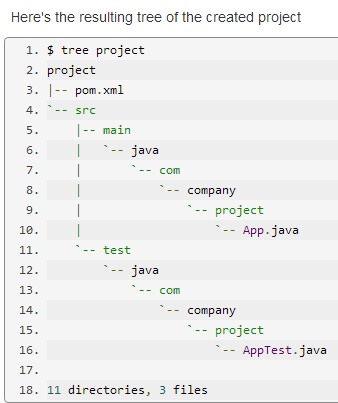 Here's the resulting tree of the created project
1. $ tree project
2. project
3. |-- pom.xml
4. `-- src
5.     |-- main
6.     |   `-- java
7.     |       `-- com
8.     |           `-- company
9.     |               `-- project
10.     |                   `-- App.java
11.     `-- test
12.         `-- java
13.             `-- com
14.                 `-- company
15.                     `-- project
16.                         `-- AppTest.java
17.
18. 11 directories, 3 files